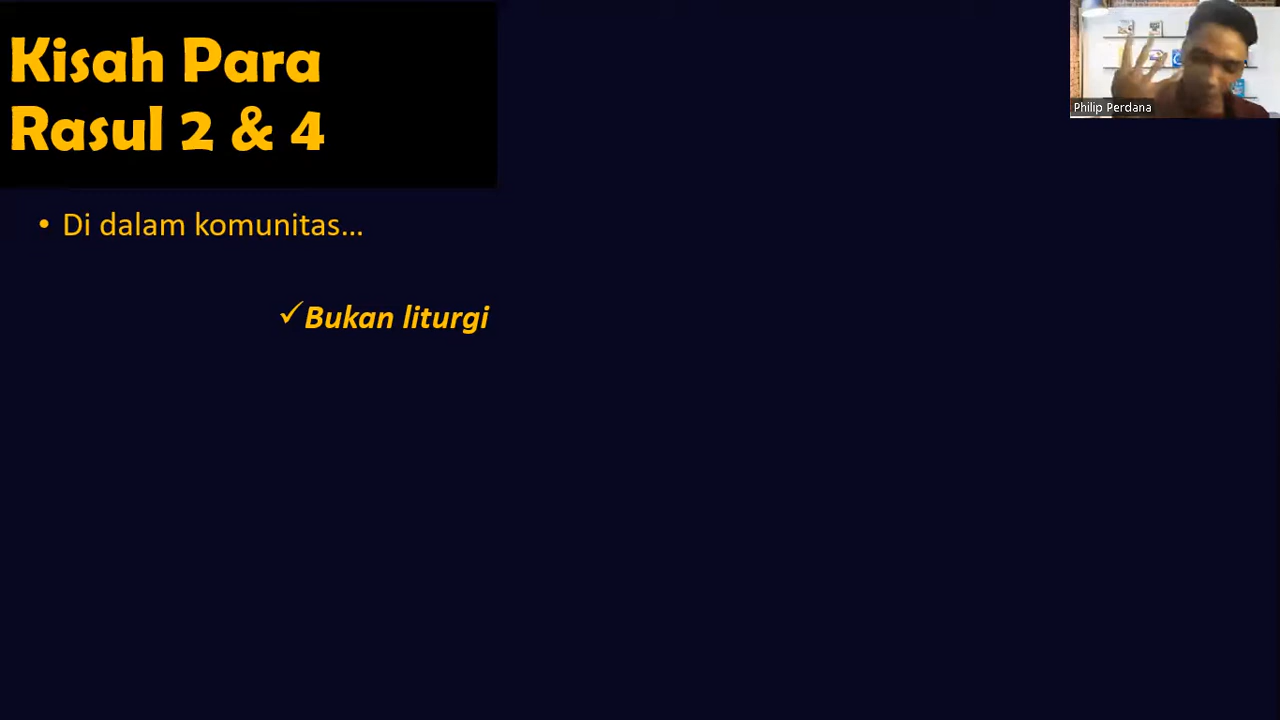 Kisah Para
Rasul 2 & 4
• Di dalam komunitas...
✓Bukan liturgi
Philip Perdana